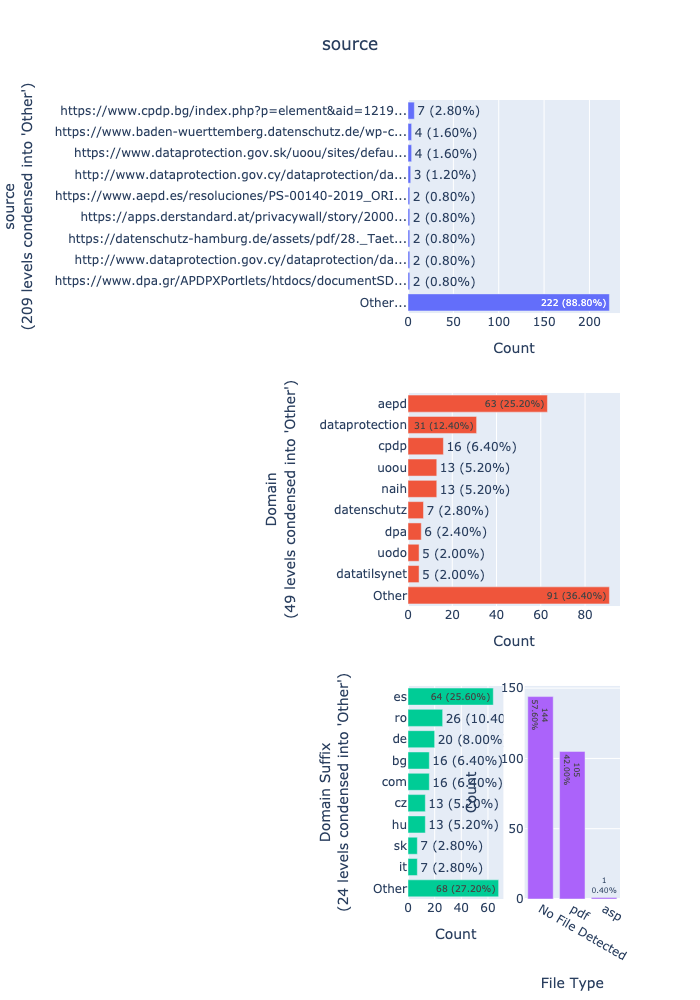 source
source
(209 levels condensed into 'Other')
https://www.cpdp.bg/index.php?p=element&aid=1219... 7 (2.80%)
https://www.baden-wuerttemberg.datenschutz.de/wp-c... 4 (1.60%)
https://www.dataprotection.gov.sk/uoou/sites/defau... 4 (1.60%)
http://www.dataprotection.gov.cy/dataprotection/da... 3 (1.20%)
https://www.aepd.es/resoluciones/PS-00140-2019_ORI... 2 (0.80%)
https://apps.derstandard.at/privacywall/story/2000... 2 (0.80%)
https://datenschutz-hamburg.de/assets/pdf/28._Taet... 2 (0.80%)
http://www.dataprotection.gov.cy/dataprotection/da... 2 (0.80%)
https://www.dpa.gr/APDPXPortlets/htdocs/documentSD... 2 (0.80%)
Other... 222 (88.80%)
0 50 100 150 200
Count
Domain
(49 levels condensed into 'Other')
aepd 63 (25.20%)
dataprotection 31 (12.40%)
cpdp 16 (6.40%)
uoou 13 (5.20%)
naih 13 (5.20%)
datenschutz 7 (2.80%)
dpa 6 (2.40%)
uodo 5 (2.00%)
datatilsynet 5 (2.00%)
Other 91 (36.40%)
0 20 40 60 80
Count
Domain Suffix
(24 levels condensed into 'Other')
es 64 (25.60%)
ro 26 (10.40
de 20 (8.00%
bg 16 (6.40%)
com 16 (6.40%)
cz 13 (5.20%)
hu 13 (5.20%)
sk 7 (2.80%)
it 7 (2.80%)
Other 68 (27.20%)
0 20 40 60
Count
Count
150
100
50
0
144
57.60%
105
42.00%
1
0.40%
No File Detected
pdf
asp
File Type